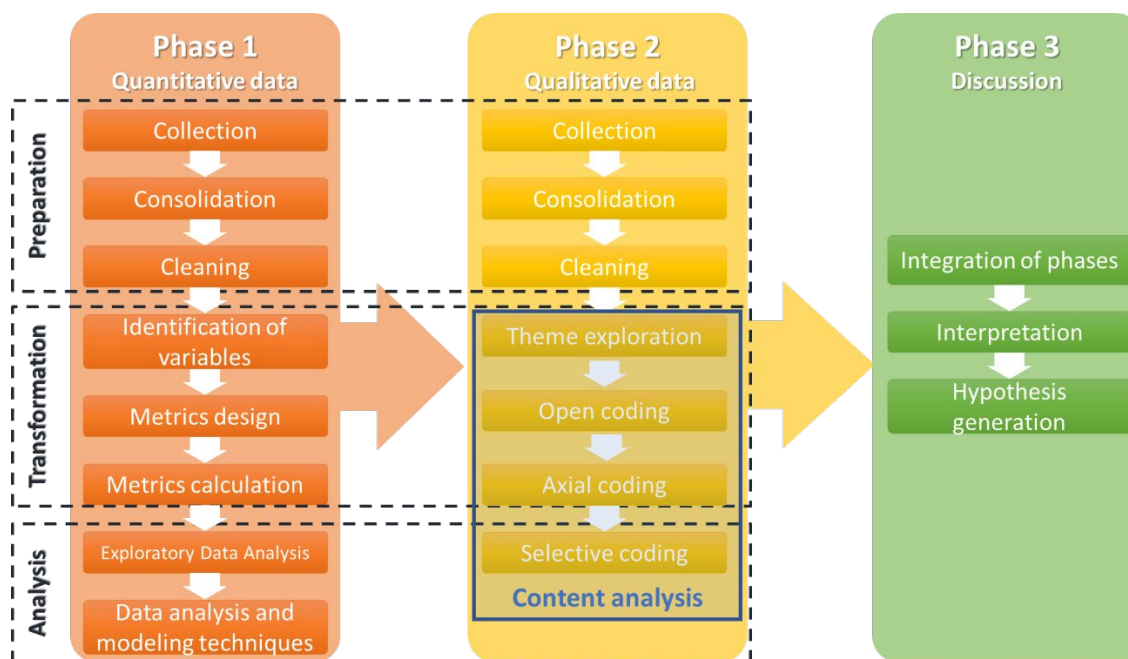 Phase 1
Quantitative data
Phase 2
Qualitative data
Phase 3
Discussion
Preparation
Collection
Consolidation
Cleaning
Collection
Consolidation
Cleaning
Transformation
Identification of
variables
Metrics design
Metrics calculation
Theme exploration
Open coding
Axial coding
Analysis
Exploratory Data Analysis
Data analysis and
modeling techniques
Selective coding
Content analysis
Integration of phases
Interpretation
Hypothesis
generation